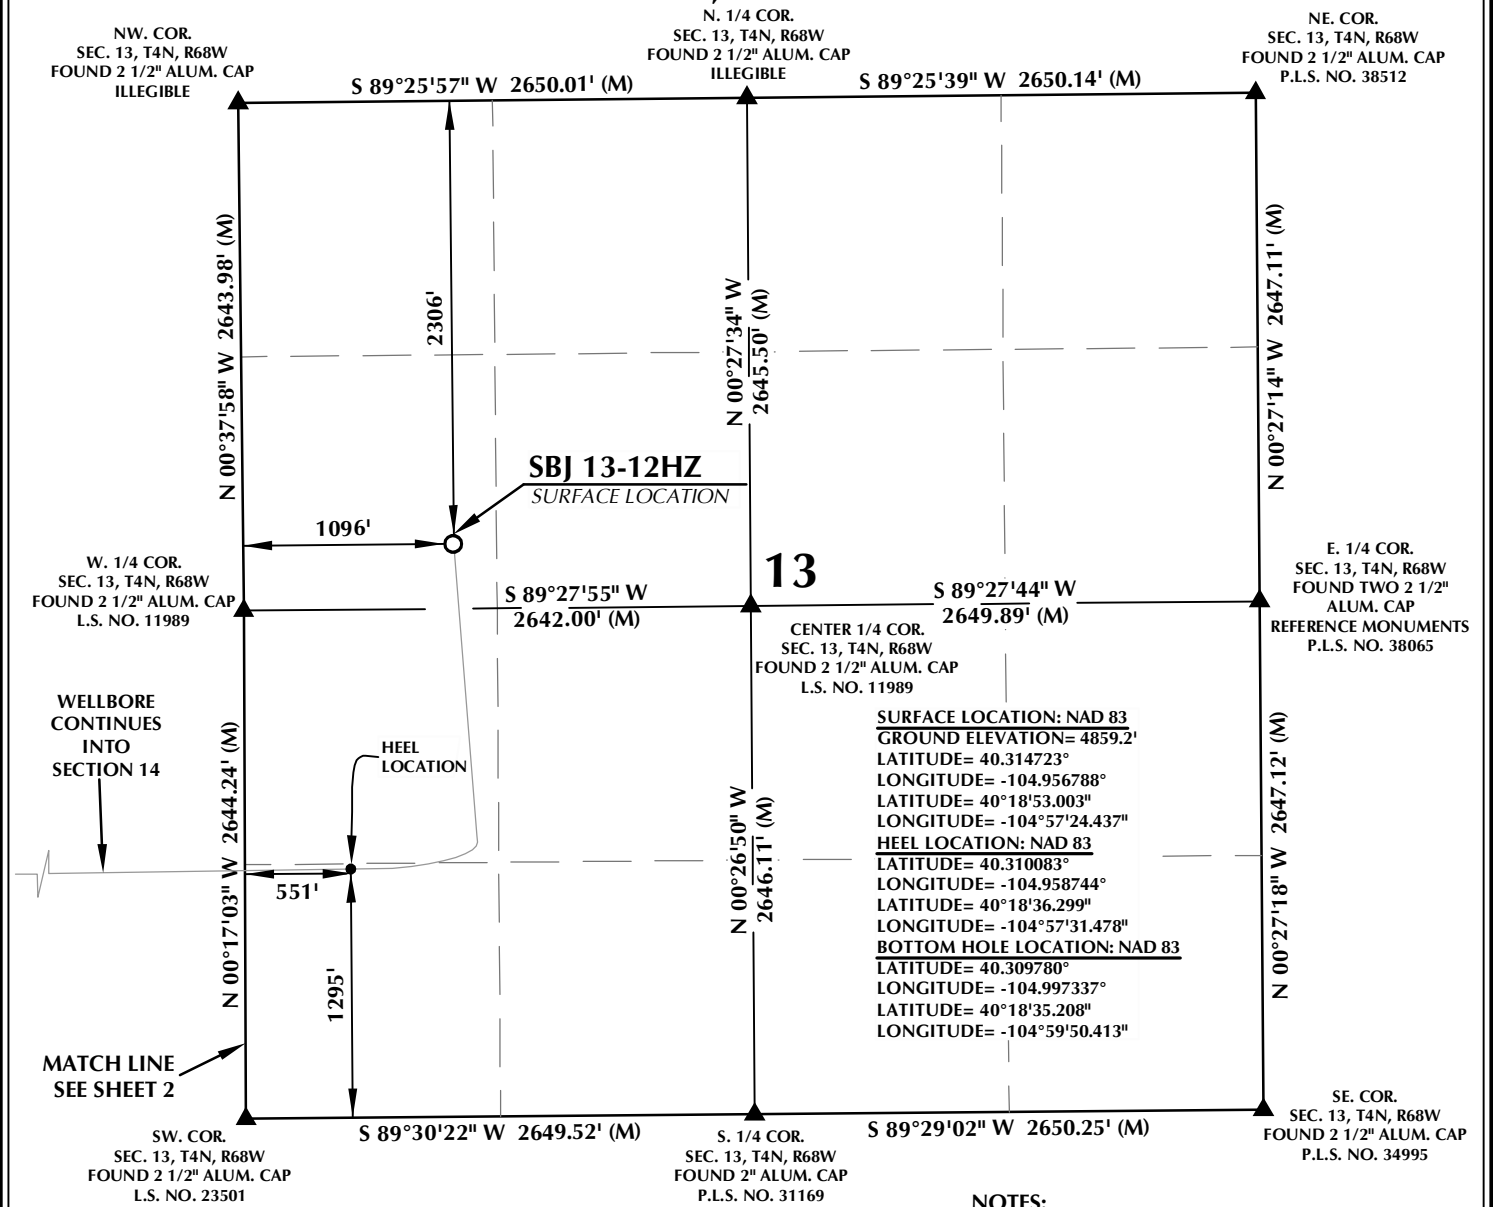 NW. COR.
SEC. 13, T4N, R68W
FOUND 2 1/2" ALUM. CAP
ILLEGIBLE
N. 1/4 COR.
SEC. 13, T4N, R68W
FOUND 2 1/2" ALUM. CAP
ILLEGIBLE
NE. COR.
SEC. 13, T4N, R68W
FOUND 2 1/2" ALUM. CAP
P.L.S. NO. 38512
S 89°25'57" W 2650.01' (M)
S 89°25'39" W 2650.14' (M)
N 00°37'58" W 2643.98' (M)
2306'
N 00°27'34" W
2645.50' (M)
N 00°27'14" W 2647.11' (M)
SBJ 13-12HZ
SURFACE LOCATION
1096'
13
W. 1/4 COR.
SEC. 13, T4N, R68W
FOUND 2 1/2" ALUM. CAP
L.S. NO. 11989
S 89°27'55" W
2642.00' (M)
S 89°27'44" W
2649.89' (M)
E. 1/4 COR.
SEC. 13, T4N, R68W
FOUND TWO 2 1/2"
ALUM. CAP
REFERENCE MONUMENTS
P.L.S. NO. 38065
CENTER 1/4 COR.
SEC. 13, T4N, R68W
FOUND 2 1/2" ALUM. CAP
L.S. NO. 11989
WELLBORE
CONTINUES
INTO
SECTION 14
HEEL
LOCATION
N 00°17'03" W 2644.24' (M)
551'
1295'
N 00°26'50" W
2646.11' (M)
SURFACE LOCATION: NAD 83
GROUND ELEVATION= 4859.2'
LATITUDE= 40.314723°
LONGITUDE= -104.956788°
LATITUDE= 40°18'53.003"
LONGITUDE= -104°57'24.437"
HEEL LOCATION: NAD 83
LATITUDE= 40.310083°
LONGITUDE= -104.958744°
LATITUDE= 40°18'36.299"
LONGITUDE= -104°57'31.478"
BOTTOM HOLE LOCATION: NAD 83
LATITUDE= 40.309780°
LONGITUDE= -104.997337°
LATITUDE= 40°18'35.208"
LONGITUDE= -104°59'50.413"
N 00°27'18" W 2647.12' (M)
MATCH LINE
SEE SHEET 2
SW. COR.
SEC. 13, T4N, R68W
FOUND 2 1/2" ALUM. CAP
L.S. NO. 23501
S 89°30'22" W 2649.52' (M)
S. 1/4 COR.
SEC. 13, T4N, R68W
FOUND 2" ALUM. CAP
P.L.S. NO. 31169
S 89°29'02" W 2650.25' (M)
SE. COR.
SEC. 13, T4N, R68W
FOUND 2 1/2" ALUM. CAP
P.L.S. NO. 34995
NOTES: